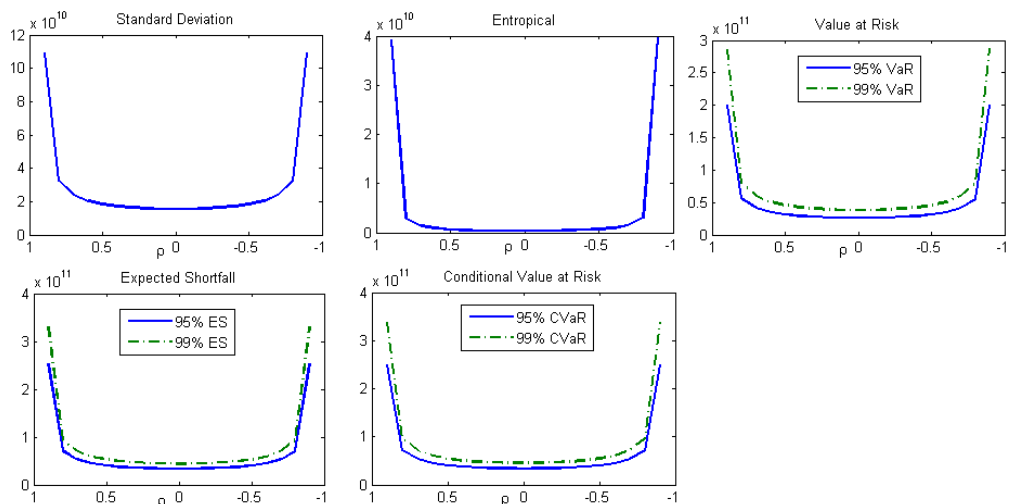 Standard Deviation
x 10^10
12
10
8
6
4
2
0
1 0.5 ρ 0 -0.5 -1
Entropical
x 10^10
4
3
2
1
0
1 0.5 ρ 0 -0.5 -1
Value at Risk
x 10^11
3
2.5
2
1.5
1
0.5
0
1 0.5 ρ 0 -0.5 -1
95% VaR
99% VaR
Expected Shortfall
x 10^11
4
3
2
1
0
1 0.5 ρ 0 -0.5 -1
95% ES
99% ES
Conditional Value at Risk
x 10^11
4
3
2
1
0
1 0.5 ρ 0 -0.5 -1
95% CVaR
99% CVaR